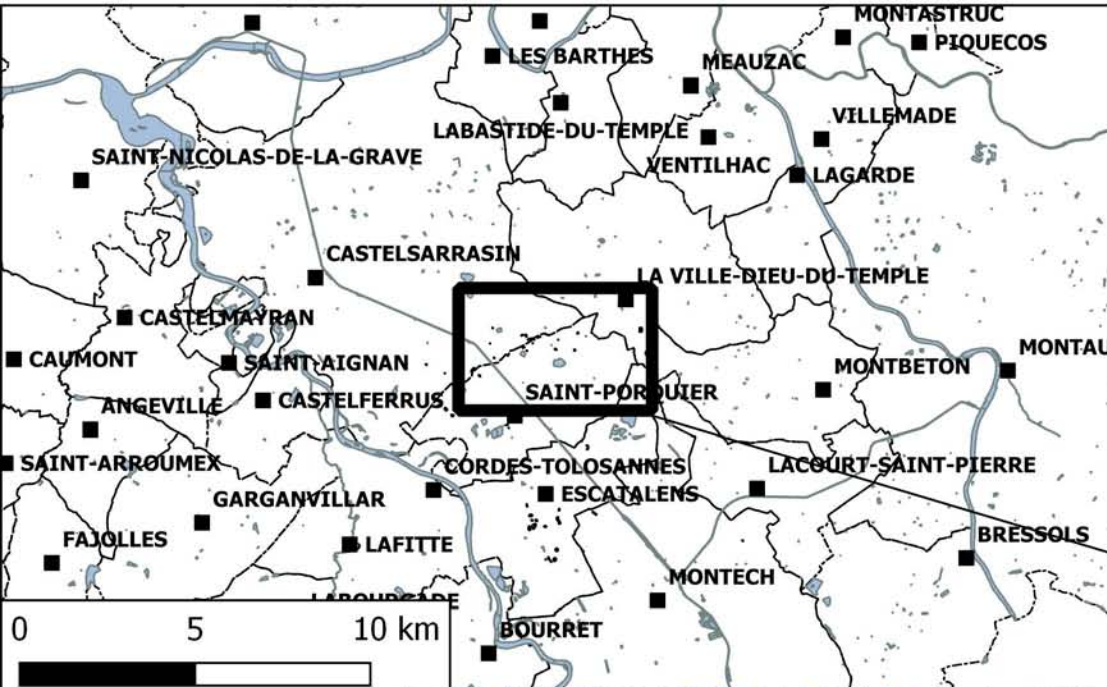 MONTASTRUC
PIQUECOS
LES BARTHES
MEAUZAC
VILLEMADE
LABASTIDE-DU-TEMPLE
SAINT-NICOLAS-DE-LA-GRAVE
VENTILHAC
LAGARDE
CASTELSARRASIN
LA VILLE-DIEU-DU-TEMPLE
CASTELMAYRAN
CAUMONT
SAINT-AIGNAN
MONTAU
MONTBETON
SAINT-PORQUIER
ANGEVILLE
CASTELFERRUS
SAINT-ARROUMEX
CORDES-TOLOSANNES
LACOURT-SAINT-PIERRE
GARGANVILLAR
ESCATALENS
FAJOLLES
LAFITTE
BRESSOLS
MONTECH
LABOURGADE
0 5 10 km
BOURRET